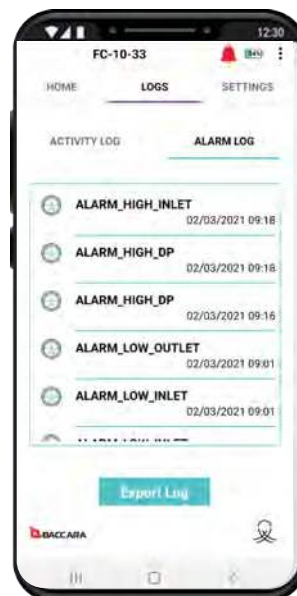 12:30
FC-10-33
HOME LOGS SETTINGS
ACTIVITY LOG ALARM LOG
ALARM_HIGH_INLET
02/03/2021 09:18
ALARM_HIGH_DP
02/03/2021 09:18
ALARM_HIGH_DP
02/03/2021 09:16
ALARM_LOW_OUTLET
02/03/2021 09:01
ALARM_LOW_INLET
02/03/2021 09:01
Export Log
BACCARA